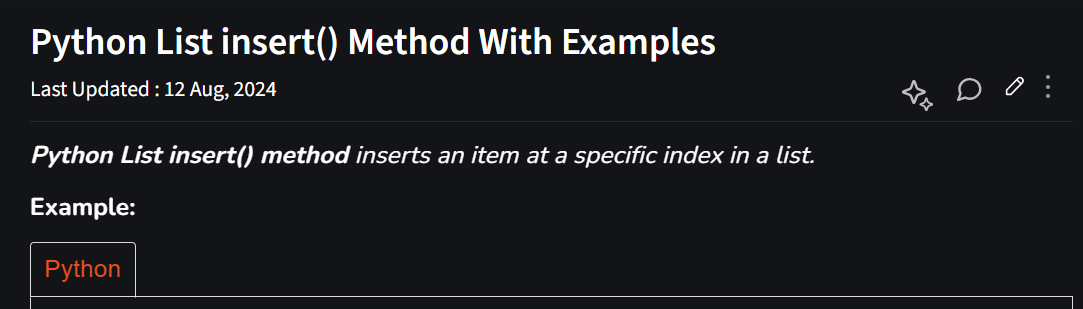 Python List insert() Method With Examples
Last Updated : 12 Aug, 2024
Python List insert() method inserts an item at a specific index in a list.
Example:
Python